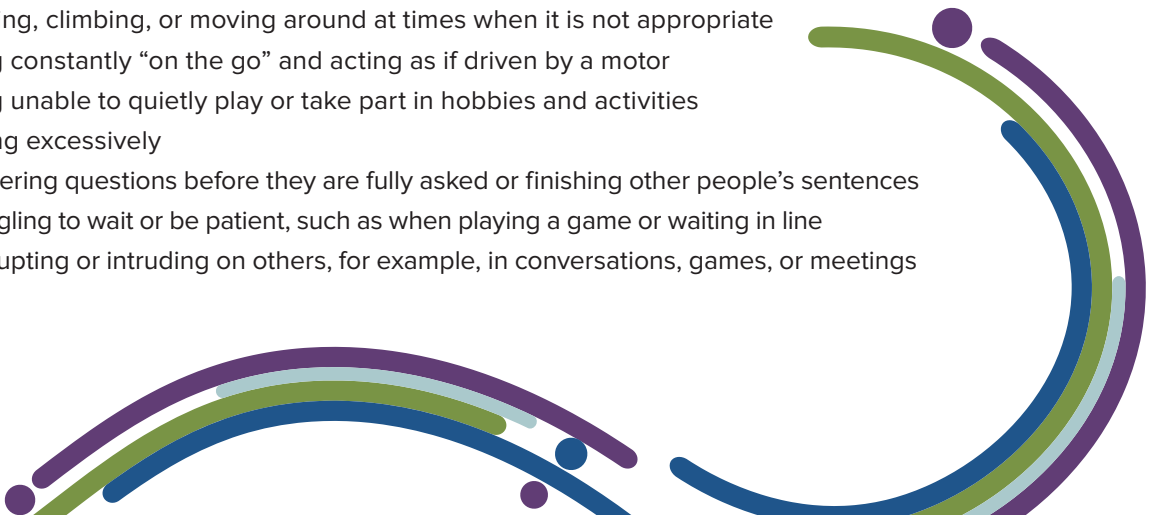 ing, climbing, or moving around at times when it is not appropriate
g constantly “on the go” and acting as if driven by a motor
g unable to quietly play or take part in hobbies and activities
ng excessively
ering questions before they are fully asked or finishing other people’s sentences
gling to wait or be patient, such as when playing a game or waiting in line
upting or intruding on others, for example, in conversations, games, or meetings